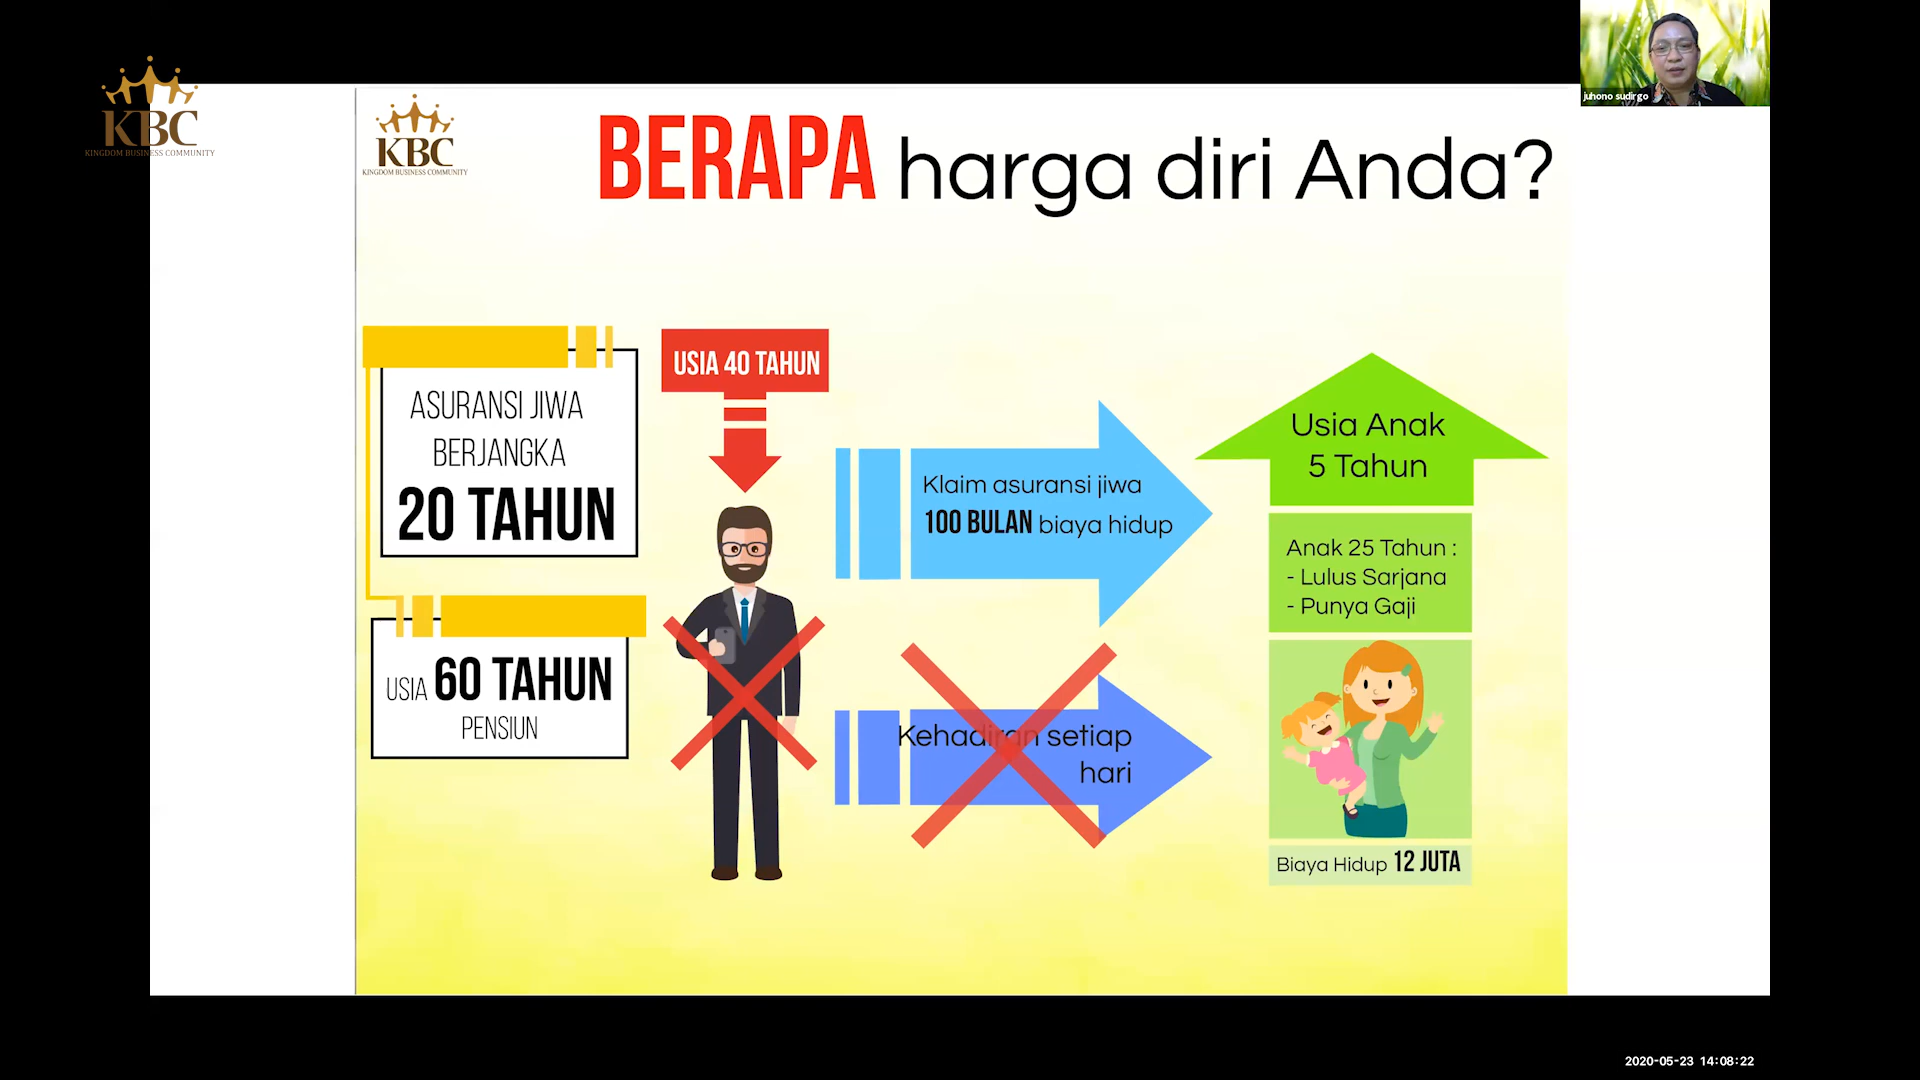 KBC
KINGDOM BUSINESS COMMUNITY
KBC
KINGDOM BUSINESS COMMUNITY
BERAPA harga diri Anda?
juhono sudirgo
ASURANSI JIWA
BERJANGKA
20 TAHUN
USIA 60 TAHUN
PENSIUN
USIA 40 TAHUN
Klaim asuransi jiwa
100 BULAN biaya hidup
Kehadiran setiap
hari
Usia Anak
5 Tahun
Anak 25 Tahun :
- Lulus Sarjana
- Punya Gaji
Biaya Hidup 12 JUTA
2020-05-23 14:08:22